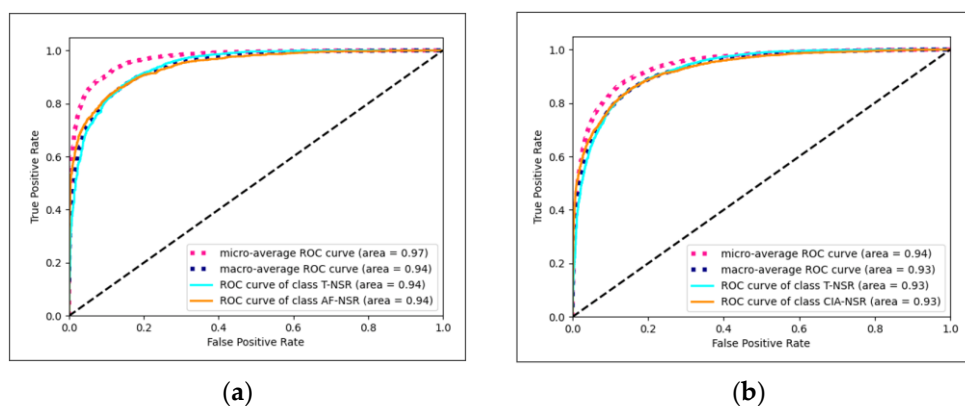 1.0
0.8
0.6
0.4
0.2
0.0
True Positive Rate
micro-average ROC curve (area = 0.97)
macro-average ROC curve (area = 0.94)
ROC curve of class T-NSR (area = 0.94)
ROC curve of class AF-NSR (area = 0.94)
0.0 0.2 0.4 0.6 0.8 1.0
False Positive Rate
(a)
1.0
0.8
0.6
0.4
0.2
0.0
True Positive Rate
micro-average ROC curve (area = 0.94)
macro-average ROC curve (area = 0.93)
ROC curve of class T-NSR (area = 0.93)
ROC curve of class CIA-NSR (area = 0.93)
0.0 0.2 0.4 0.6 0.8 1.0
False Positive Rate
(b)